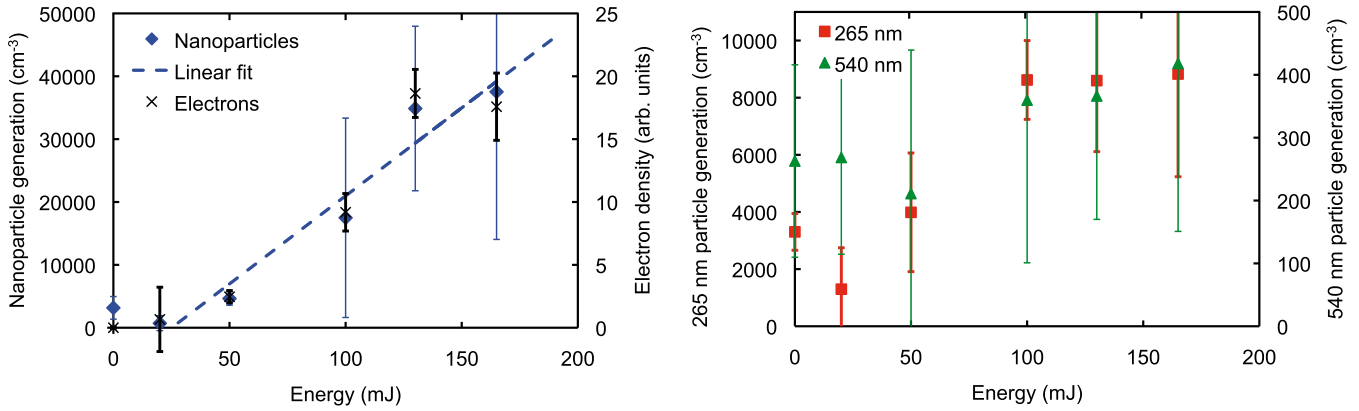 50000
40000
30000
20000
10000
0
Nanoparticle generation (cm⁻³)
Nanoparticles
Linear fit
Electrons
25
20
15
10
5
0
Electron density (arb. units)
0 50 100 150 200
Energy (mJ)
10000
8000
6000
4000
2000
0
265 nm particle generation (cm⁻³)
265 nm
540 nm
500
400
300
200
100
0
540 nm particle generation (cm⁻³)
0 50 100 150 200
Energy (mJ)